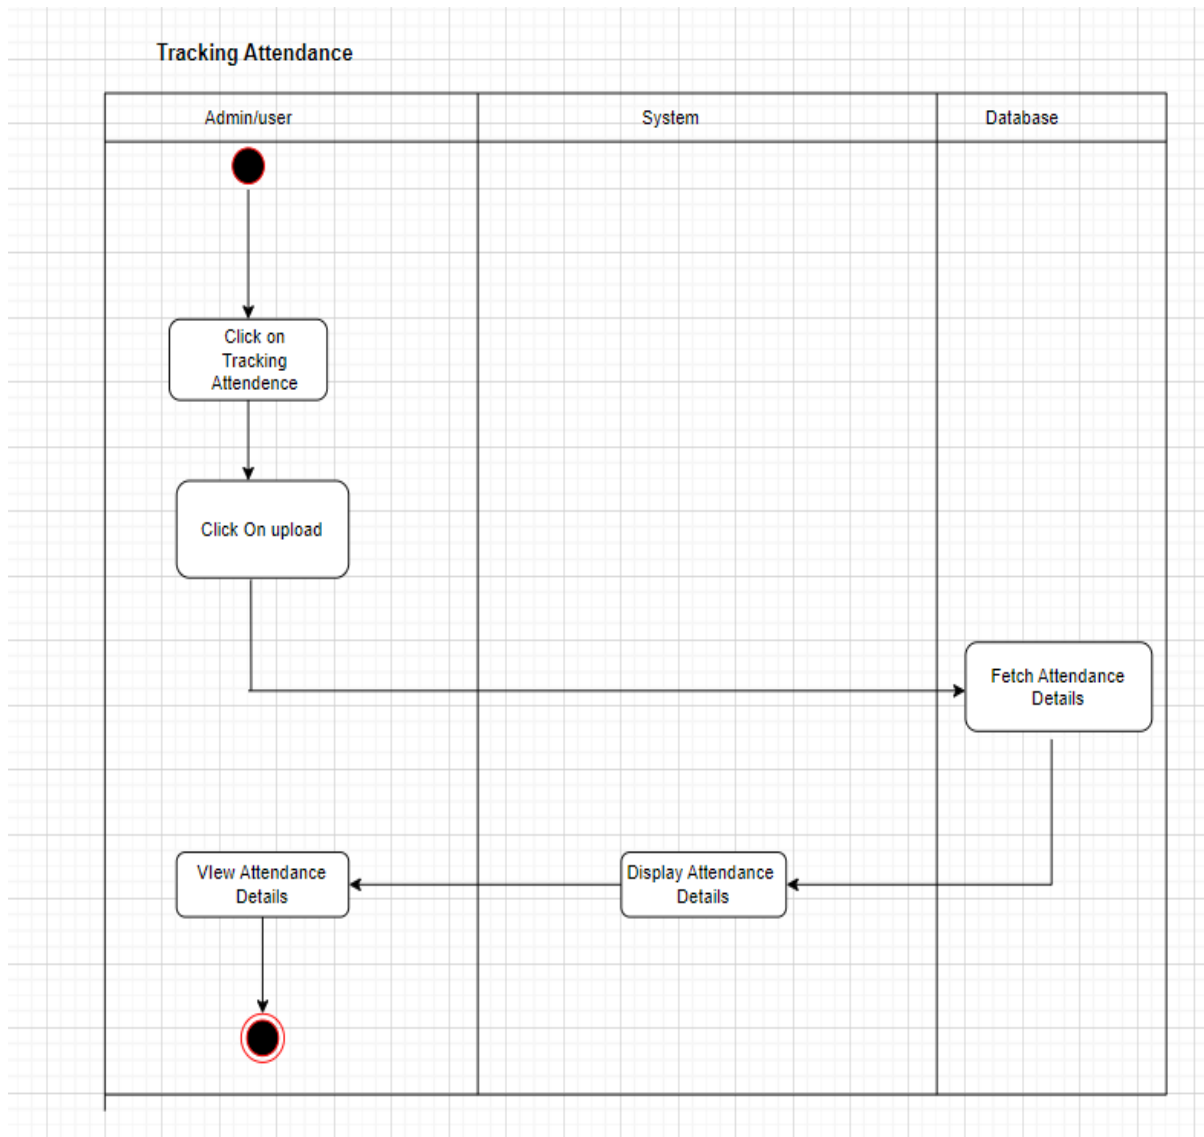 Tracking Attendance
Admin/user
System
Database
Click on
Tracking
Attendence
Click On upload
Fetch Attendance
Details
VIew Attendance
Details
Display Attendance
Details